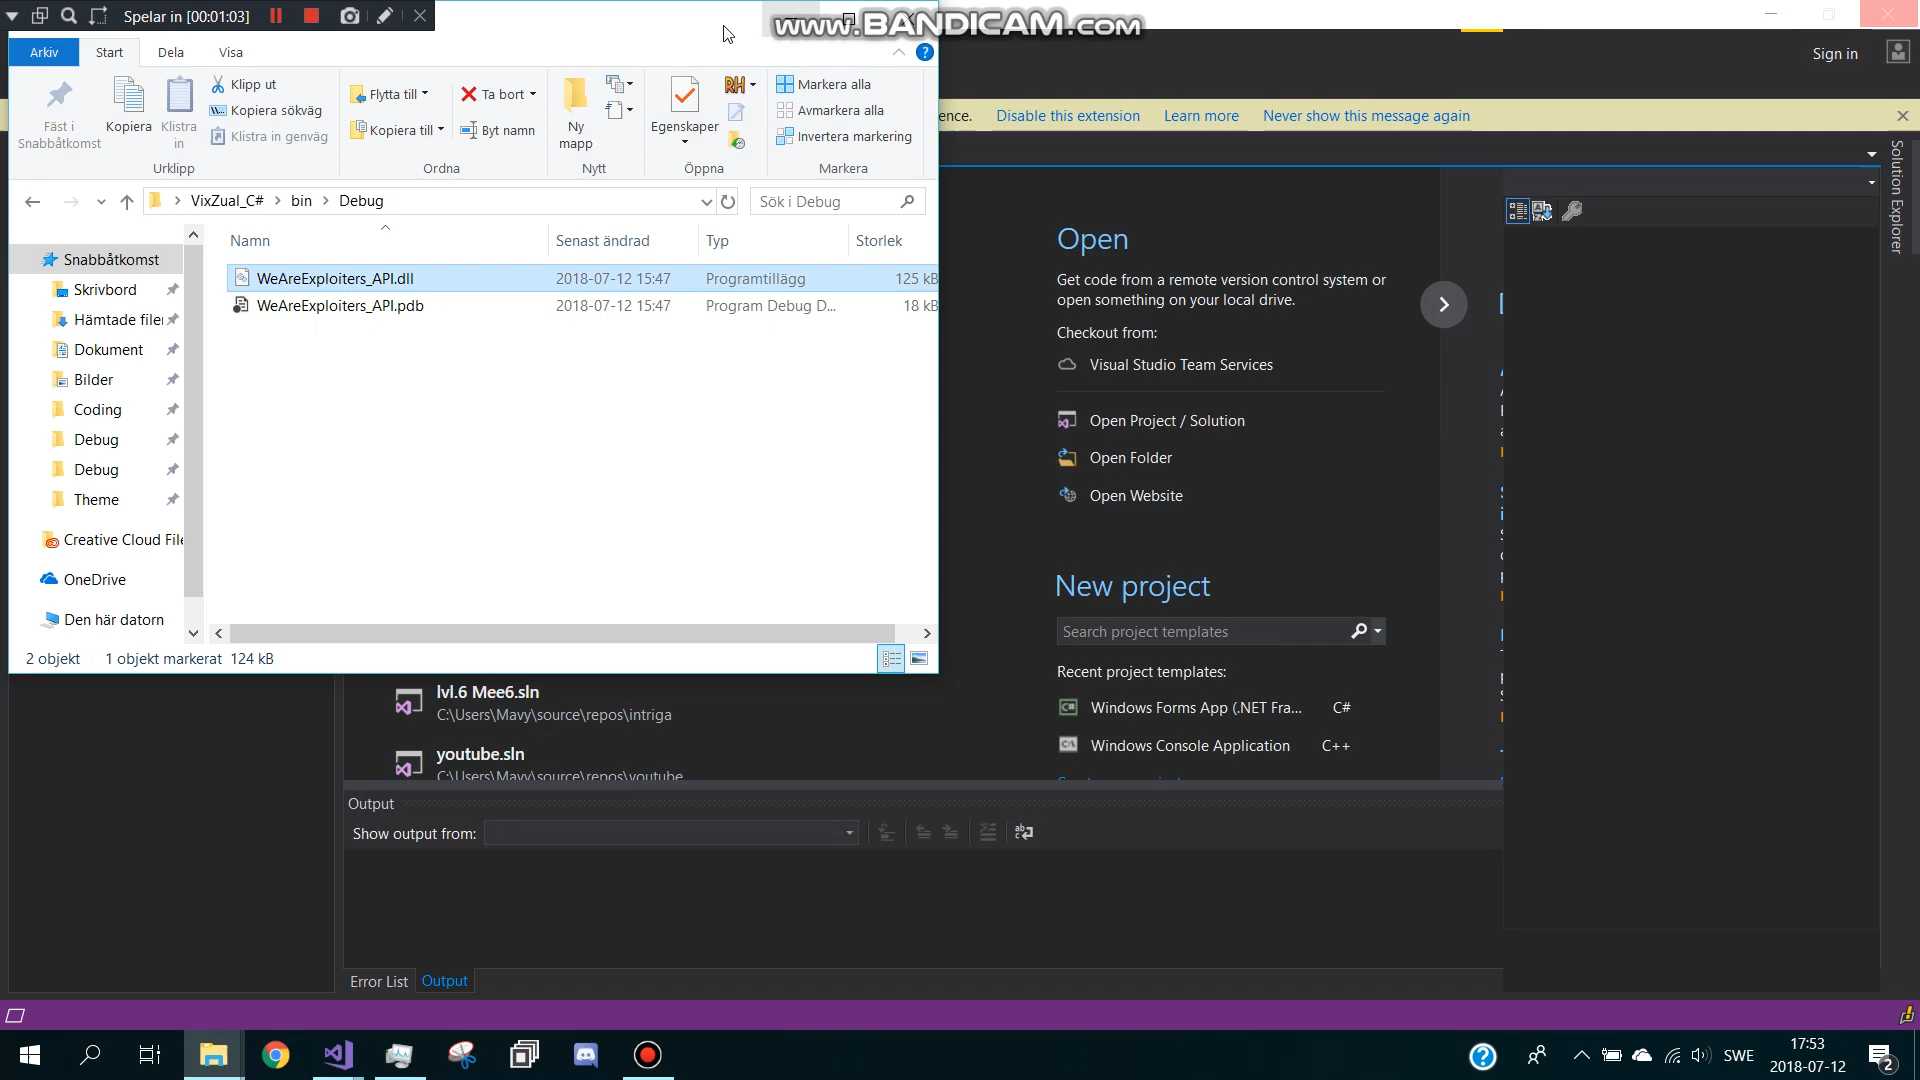 Spelar in [00:01:03]
www.BANDICAM.com
Arkiv
Start
Dela
Visa
Sign in
Fäst i
Snabbåtkomst
Kopiera
Klistra
in
Klipp ut
Kopiera sökväg
Klistra in genväg
Urklipp
Flytta till
Kopiera till
Ta bort
Byt namn
Ordna
Ny
mapp
Nytt
Egenskaper
Öppna
Markera alla
Avmarkera alla
Invertera markering
Markera
ence.
Disable this extension
Learn more
Never show this message again
VixZual_C# > bin > Debug
Sök i Debug
Namn
Senast ändrad
Typ
Storlek
WeAreExploiters_API.dll
2018-07-12 15:47
Programtillägg
125 kB
WeAreExploiters_API.pdb
2018-07-12 15:47
Program Debug D...
18 kB
Snabbåtkomst
Skrivbord
Hämtade filer
Dokument
Bilder
Coding
Debug
Debug
Theme
Creative Cloud File
OneDrive
Den här datorn
2 objekt
1 objekt markerat 124 kB
Solution Explorer
Open
Get code from a remote version control system or
open something on your local drive.
Checkout from:
Visual Studio Team Services
Open Project / Solution
Open Folder
Open Website
New project
Search project templates
Recent project templates:
Windows Forms App (.NET Fra...
C#
Windows Console Application
C++
lvl.6 Mee6.sln
C:\Users\Mavy\source\repos\intriga
youtube.sln
C:\Users\Mavy\source\repos\youtube
Output
Show output from:
Error List
Output
SWE
17:53
2018-07-12
2